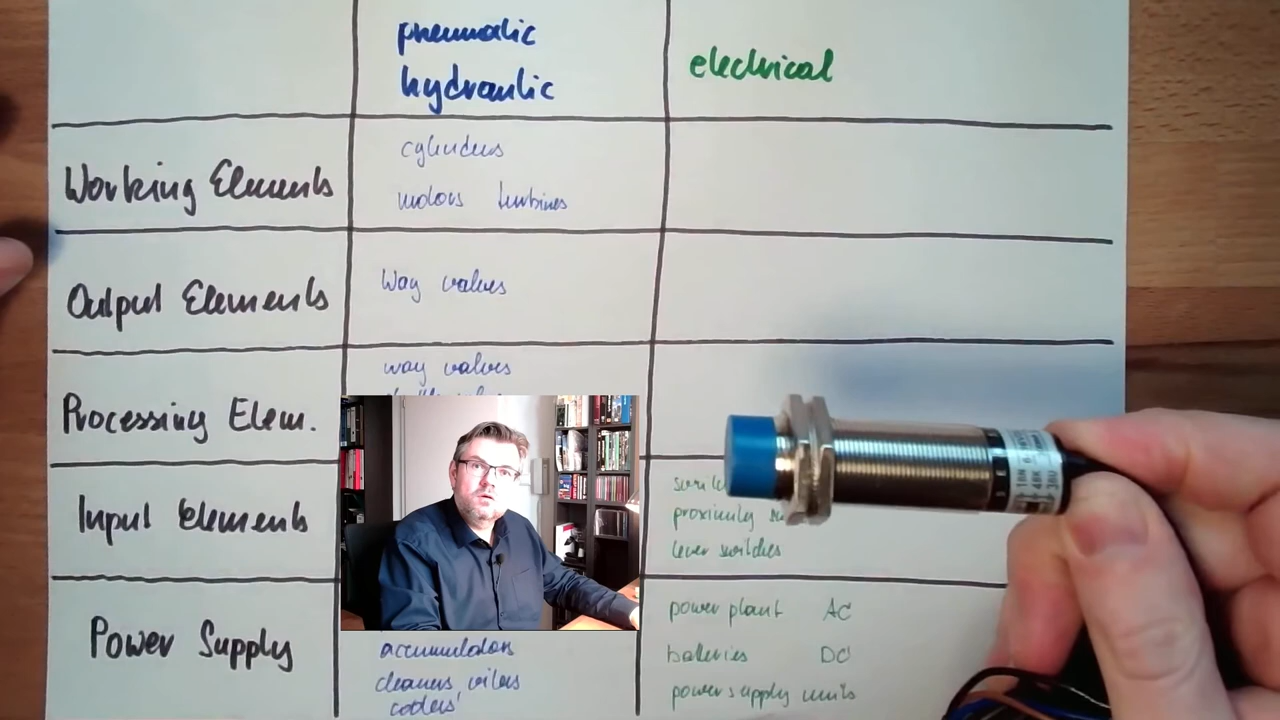 pneumatic
hydraulic
electrical
Working Elements
cylinders
motors turbines
Output Elements
Way valves
Processing Elem.
way valves
Input Elements
proximity
lever switches
Power Supply
power plant AC
batteries DC
power supply units
accumulators
cleaners,
coolers